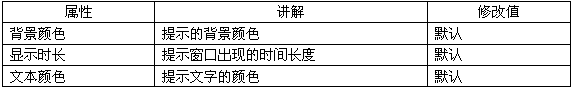 属性 讲解 修改值
背景颜色 提示的背景颜色 默认
显示时长 提示窗口出现的时间长度 默认
文本颜色 提示文字的颜色 默认